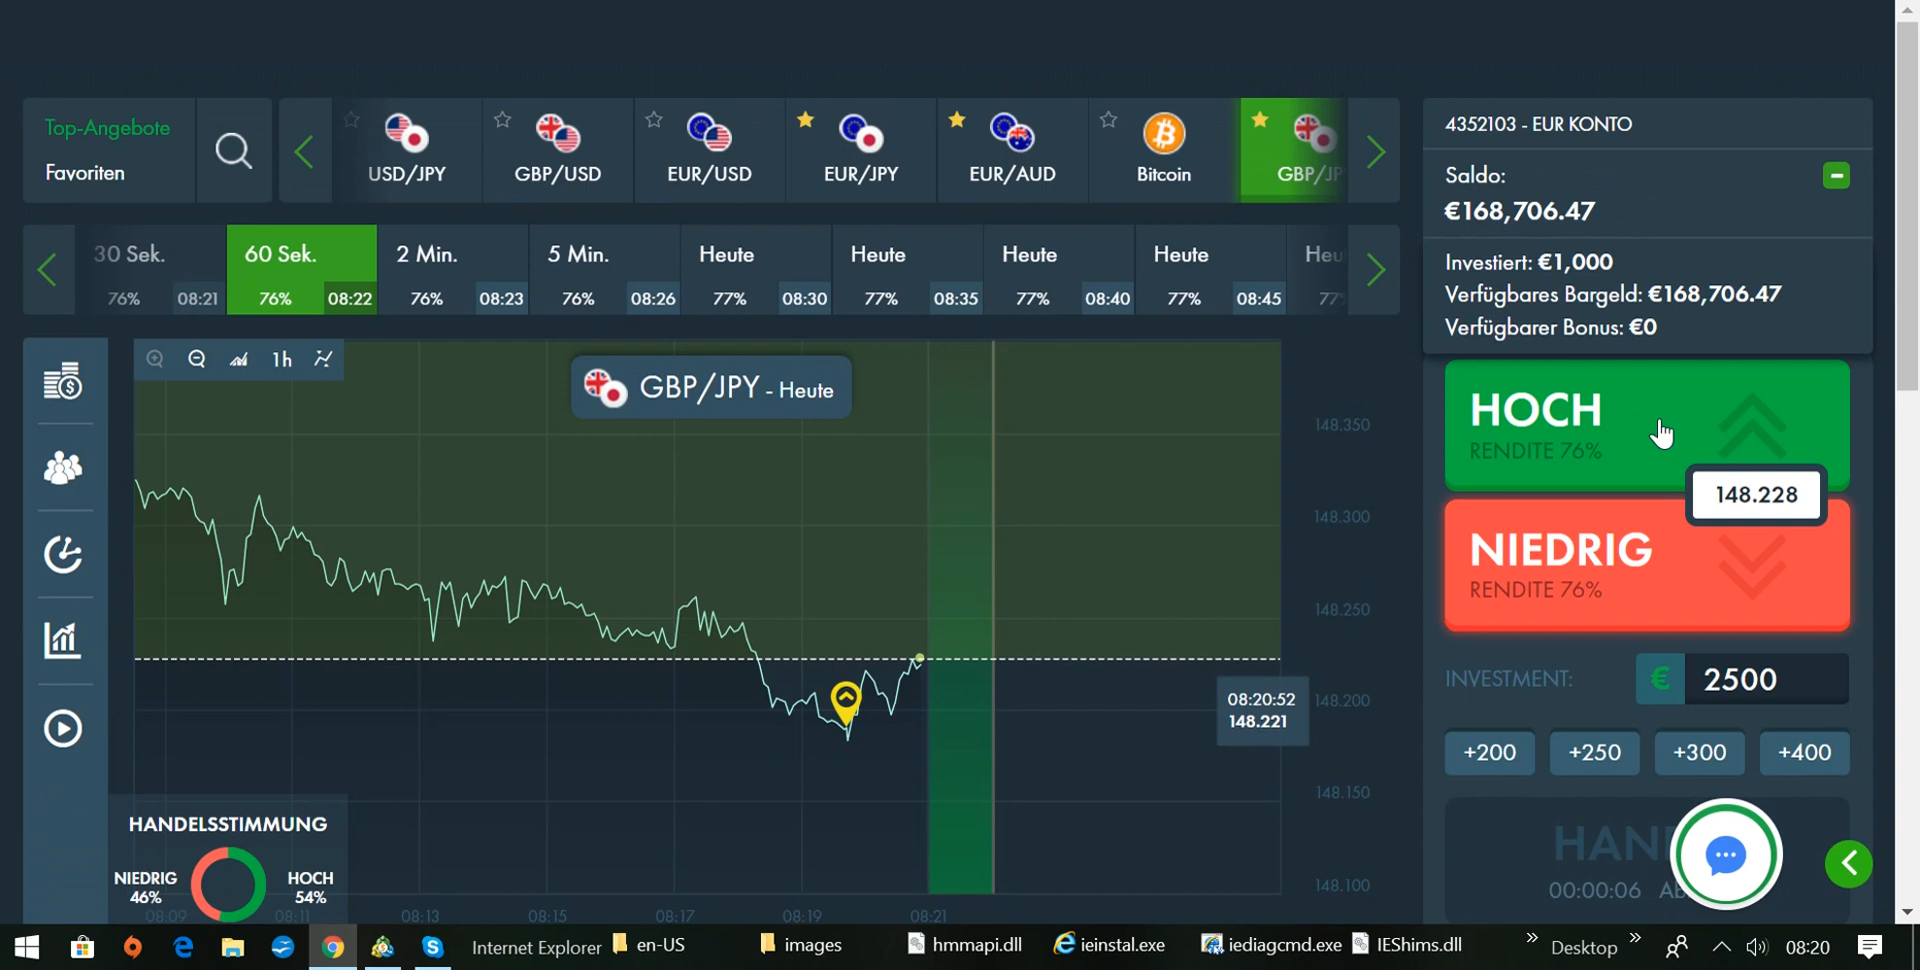 Top-Angebote
Favoriten
USD/JPY
GBP/USD
EUR/USD
EUR/JPY
EUR/AUD
Bitcoin
GBP/JP
30 Sek.
76% 08:21
60 Sek.
76% 08:22
2 Min.
76% 08:23
5 Min.
76% 08:26
Heute
77% 08:30
Heute
77% 08:35
Heute
77% 08:40
Heute
77% 08:45
Heu
77
4352103 - EUR KONTO
Saldo:
€168,706.47
Investiert: €1,000
Verfügbares Bargeld: €168,706.47
Verfügbarer Bonus: €0
1h
GBP/JPY - Heute
148.350
148.300
148.250
148.200
148.150
148.100
08:20:52
148.221
HOCH
RENDITE 76%
148.228
NIEDRIG
RENDITE 76%
INVESTMENT: € 2500
+200 +250 +300 +400
HAN
00:00:06
HANDELSSTIMMUNG
NIEDRIG
46%
HOCH
54%
08:09 08:11 08:13 08:15 08:17 08:19 08:21
Internet Explorer en-US images hmmapi.dll ieinstal.exe iediagcmd.exe IEShims.dll » Desktop » 08:20